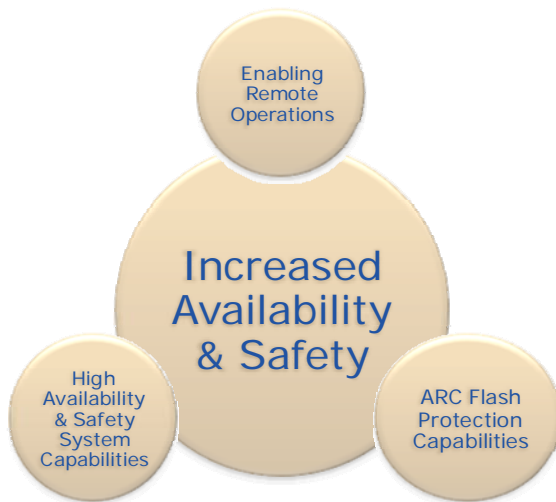 Enabling
Remote
Operations
Increased
Availability
& Safety
High
Availability
& Safety
System
Capabilities
ARC Flash
Protection
Capabilities